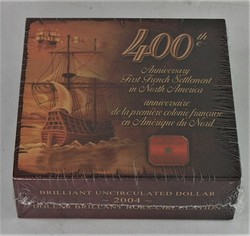 400th
e
Anniversary
First French Settlement
in North America
anniversaire
de la première colonie française
en Amérique du Nord
BRILLIANT UNCIRCULATED DOLLAR
~ 2004 ~